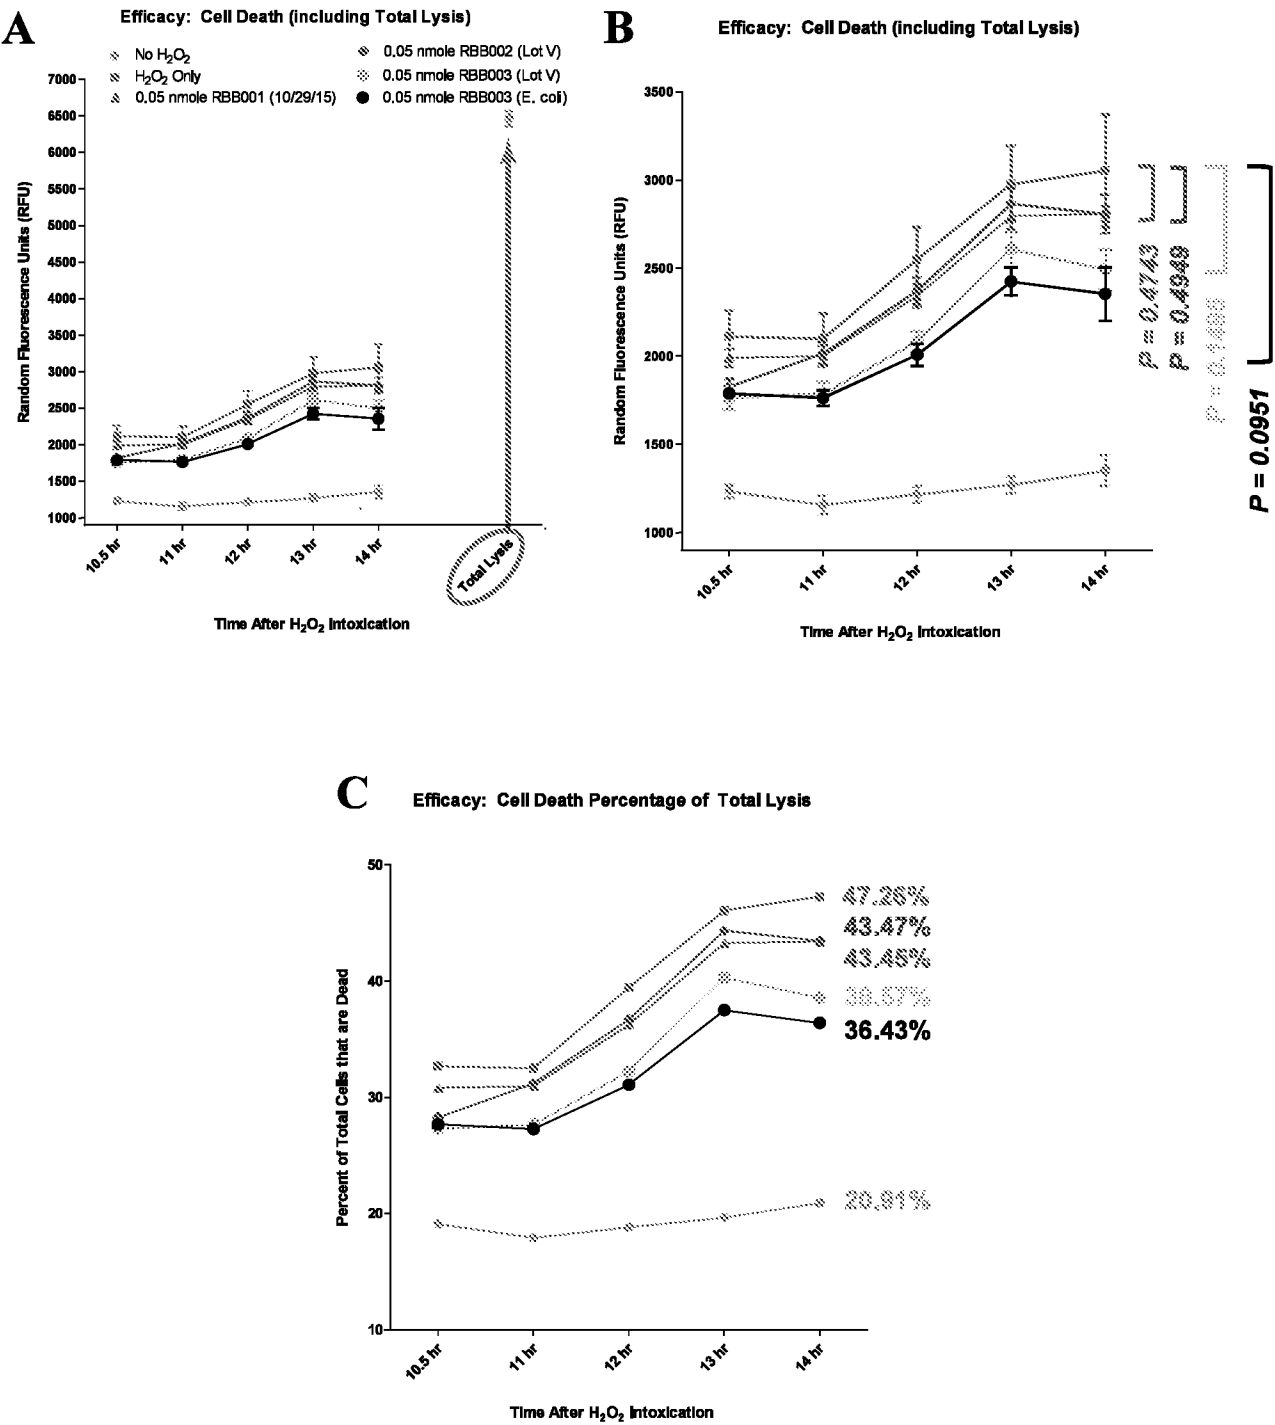 A
Efficacy: Cell Death (including Total Lysis)
No H₂O₂
H₂O₂ Only
0.05 nmole RBB001 (10/29/15)
0.05 nmole RBB002 (Lot V)
0.05 nmole RBB003 (Lot V)
0.05 nmole RBB003 (E. coli)
Random Fluorescence Units (RFU)
7000
6500
6000
5500
5000
4500
4000
3500
3000
2500
2000
1500
1000
10.5 hr
11 hr
12 hr
13 hr
14 hr
Total Lysis
Time After H₂O₂ Intoxication
B
Efficacy: Cell Death (including Total Lysis)
Random Fluorescence Units (RFU)
3500
3000
2500
2000
1500
1000
10.5 hr
11 hr
12 hr
13 hr
14 hr
Time After H₂O₂ Intoxication
P = 0.4743
P = 0.4949
P =
P = 0.0951
C
Efficacy: Cell Death Percentage of Total Lysis
Percent of Total Cells that are Dead
50
40
30
20
10
47.26%
43.47%
43.45%
36.43%
20.91%
10.5 hr
11 hr
12 hr
13 hr
14 hr
Time After H₂O₂ Intoxication